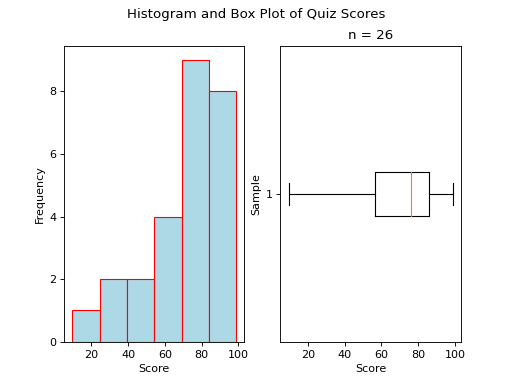 Histogram and Box Plot of Quiz Scores
n = 26
Frequency
8
6
4
2
0
20 40 60 80 100
Score
Sample
1
20 40 60 80 100
Score